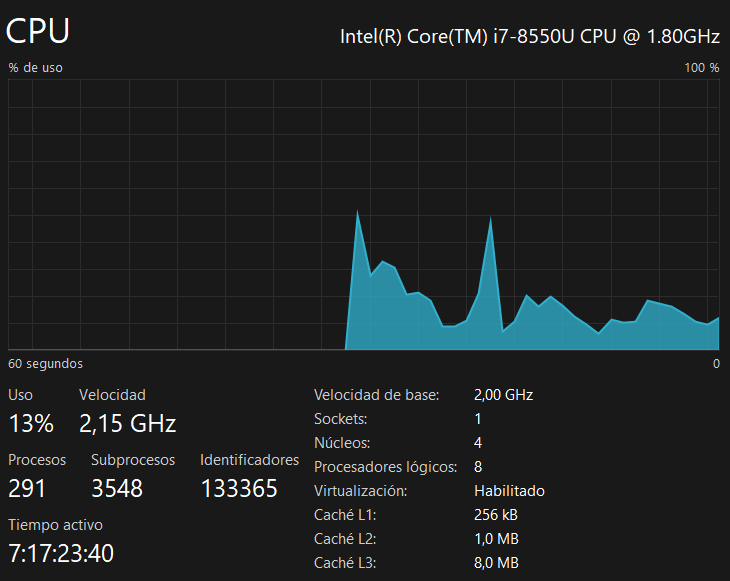 CPU
Intel(R) Core(TM) i7-8550U CPU @ 1.80GHz
% de uso
100 %
60 segundos
0
Uso
Velocidad
13%
2,15 GHz
Procesos
Subprocesos
Identificadores
291
3548
133365
Tiempo activo
7:17:23:40
Velocidad de base: 2,00 GHz
Sockets: 1
Núcleos: 4
Procesadores lógicos: 8
Virtualización: Habilitado
Caché L1: 256 kB
Caché L2: 1,0 MB
Caché L3: 8,0 MB